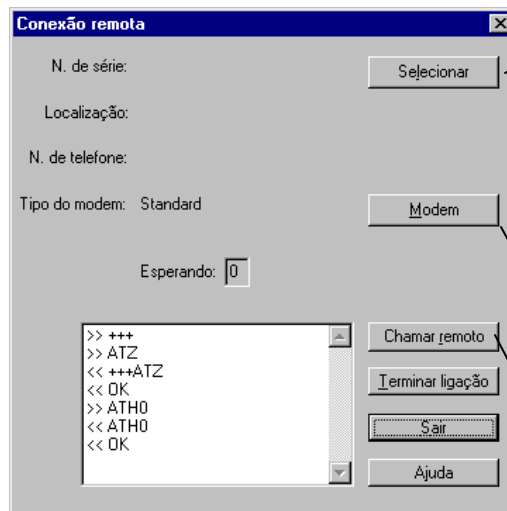 Conexão remota
N. de série:
Selecionar
Localização:
N. de telefone:
Tipo do modem: Standard
Modem
Esperando: 0
>> +++
>> ATZ
<< +++ATZ
<< OK
>> ATH0
<< ATH0
<< OK
Chamar remoto
Terminar ligação
Sair
Ajuda